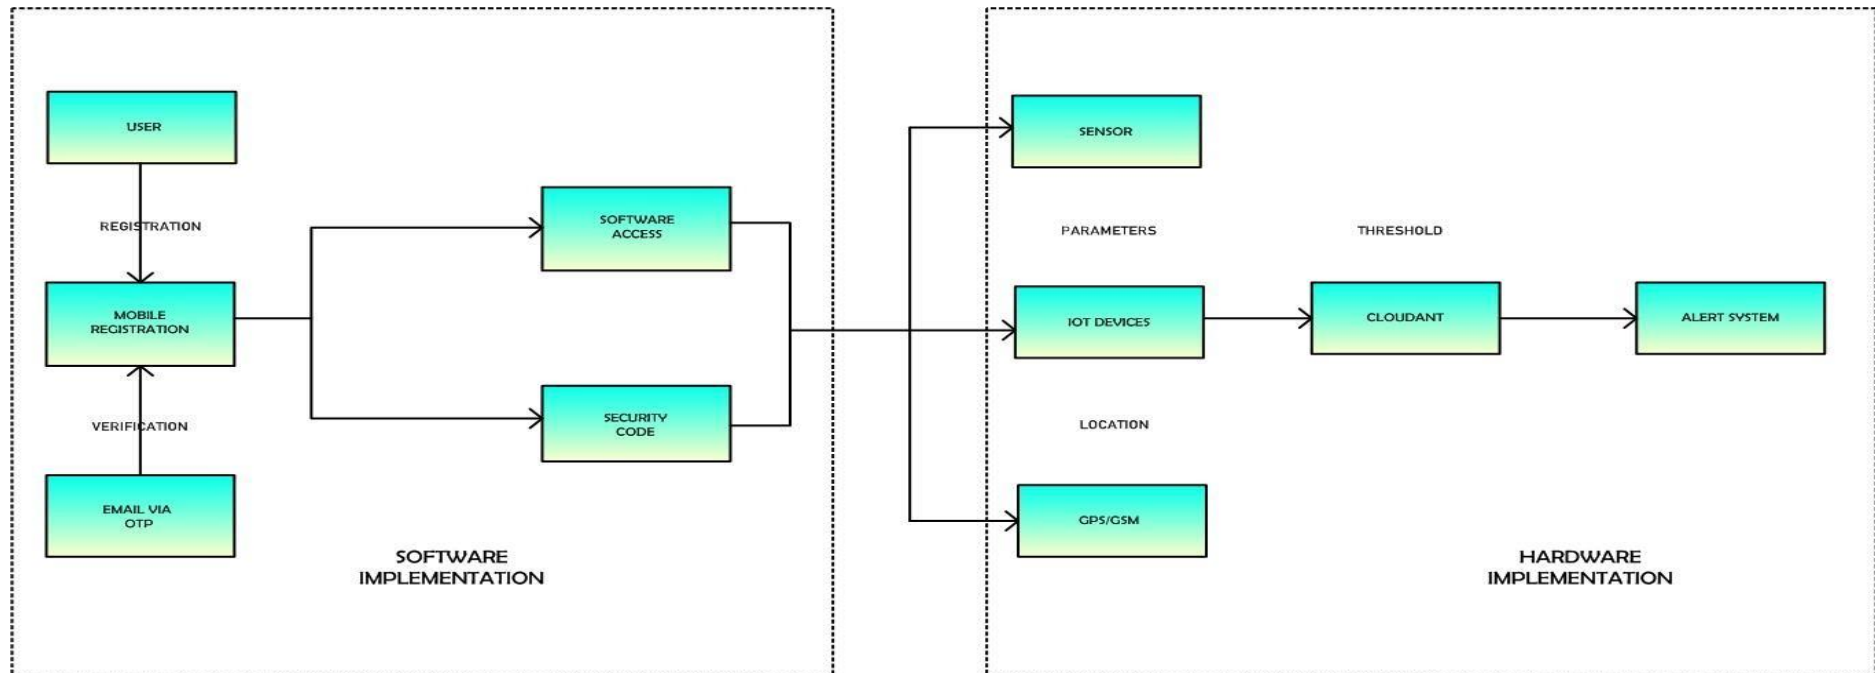 USER
REGISTRATION
MOBILE
REGISTRATION
VERIFICATION
EMAIL VIA
OTP
SOFTWARE
ACCESS
SECURITY
CODE
SOFTWARE
IMPLEMENTATION
SENSOR
PARAMETERS
THRESHOLD
IOT DEVICES
CLOUDANT
ALERT SYSTEM
LOCATION
GPS/GSM
HARDWARE
IMPLEMENTATION